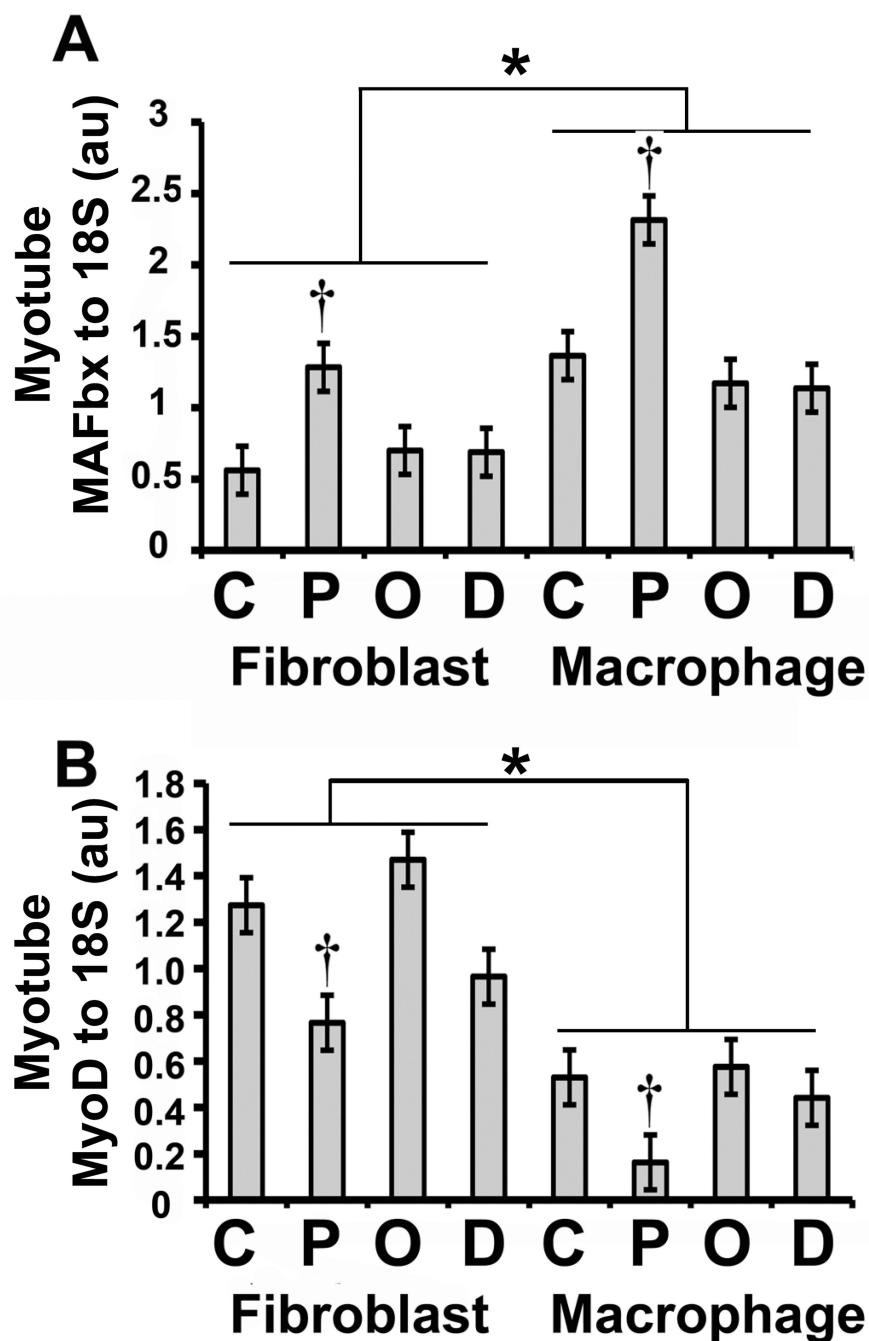 A
*
Myotube
MAFbx to 18S (au)
3
2.5
2
1.5
1
0.5
0
†
†
C P O D C P O D
Fibroblast Macrophage
B
*
Myotube
MyoD to 18S (au)
1.8
1.6
1.4
1.2
1.0
0.8
0.6
0.4
0.2
0
†
†
C P O D C P O D
Fibroblast Macrophage